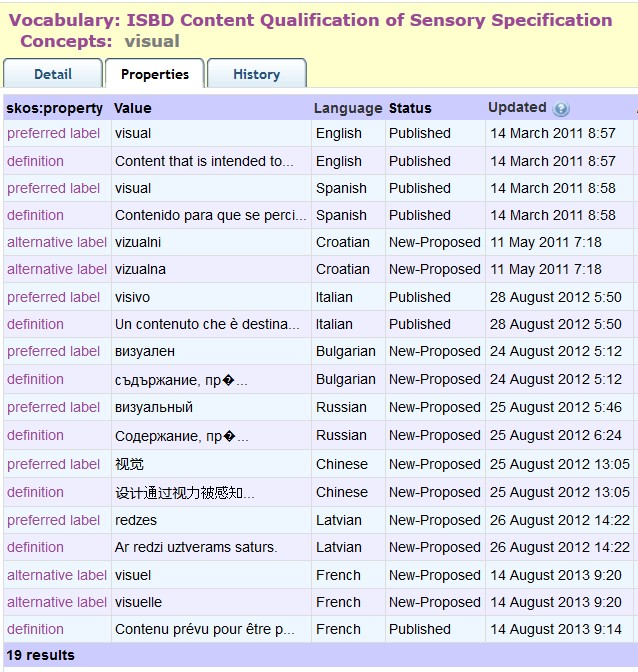 Vocabulary: ISBD Content Qualification of Sensory Specification
Concepts: visual
Detail Properties History
skos:property Value Language Status Updated
preferred label visual English Published 14 March 2011 8:57
definition Content that is intended to... English Published 14 March 2011 8:57
preferred label visual Spanish Published 14 March 2011 8:58
definition Contenido para que se perci... Spanish Published 14 March 2011 8:58
alternative label vizualni Croatian New-Proposed 11 May 2011 7:18
alternative label vizualna Croatian New-Proposed 11 May 2011 7:18
preferred label visivo Italian Published 28 August 2012 5:50
definition Un contenuto che è destina... Italian Published 28 August 2012 5:50
preferred label визуален Bulgarian New-Proposed 24 August 2012 5:12
definition съдържание, пр�... Bulgarian New-Proposed 24 August 2012 5:12
preferred label визуальный Russian New-Proposed 25 August 2012 5:46
definition Содержание, пр�... Russian New-Proposed 25 August 2012 6:24
preferred label 视觉 Chinese New-Proposed 25 August 2012 13:05
definition 设计通过视力被感知... Chinese New-Proposed 25 August 2012 13:05
preferred label redzes Latvian New-Proposed 26 August 2012 14:22
definition Ar redzi uztverams saturs. Latvian New-Proposed 26 August 2012 14:22
alternative label visuel French New-Proposed 14 August 2013 9:20
alternative label visuelle French New-Proposed 14 August 2013 9:20
definition Contenu prévu pour être p... French Published 14 August 2013 9:14
19 results